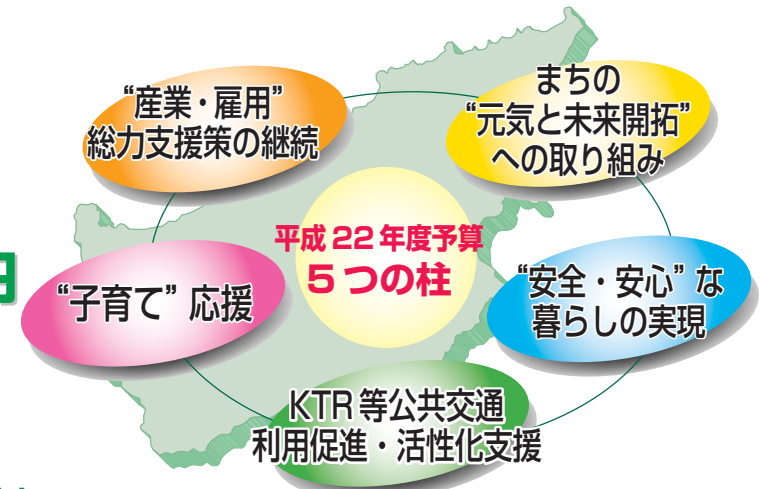 “産業・雇用”
総力支援策の継続
まちの
“元気と未来開拓”
への取り組み
平成22年度予算
5つの柱
円
“子育て”応援
“安全・安心”な
暮らしの実現
KTR等公共交通
利用促進・活性化支援